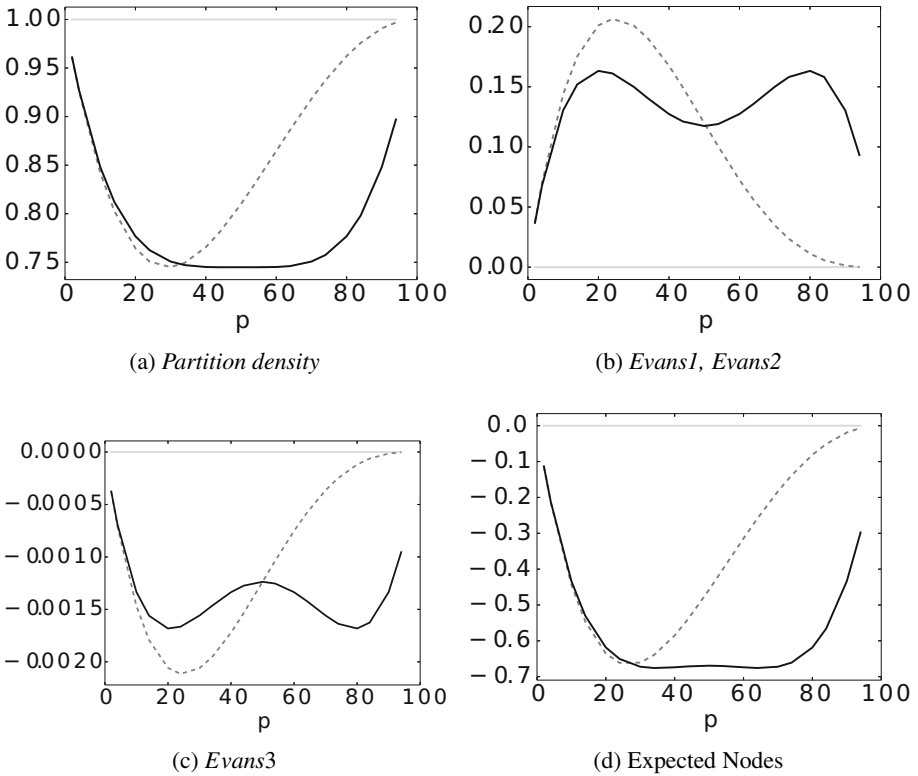 1.00
0.95
0.90
0.85
0.80
0.75
0 20 40 60 80 100
p
(a) Partition density
0.20
0.15
0.10
0.05
0.00
0 20 40 60 80 100
p
(b) Evans1, Evans2
0.0000
−0.0005
−0.0010
−0.0015
−0.0020
0 20 40 60 80 100
p
(c) Evans3
0.0
−0.1
−0.2
−0.3
−0.4
−0.5
−0.6
−0.7
0 20 40 60 80 100
p
(d) Expected Nodes